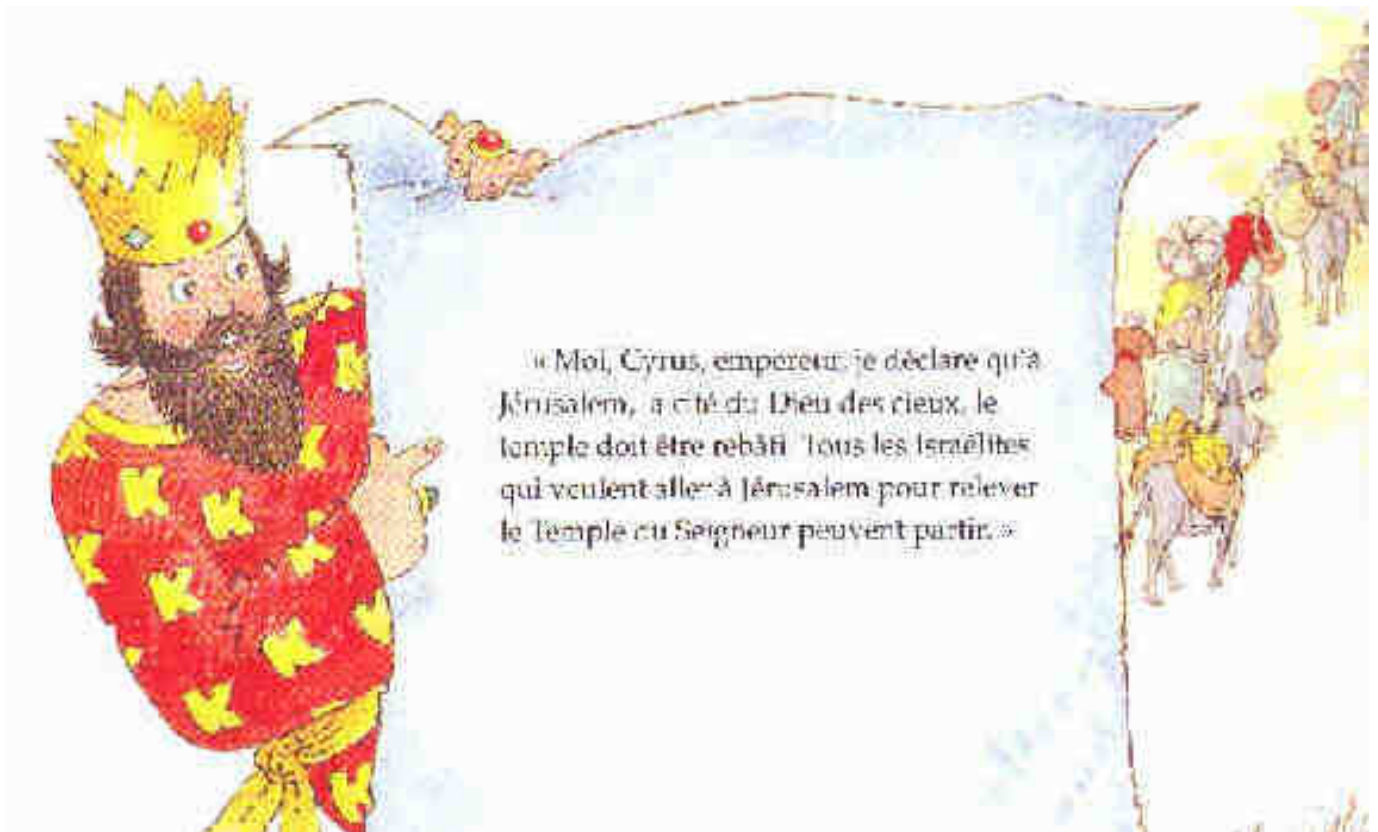 « Moi, Cyrus, empereur, je déclare qu'à
Jérusalem, la cité du Dieu des cieux, le
temple doit être rebâti. Tous les Israélites
qui veulent aller à Jérusalem pour relever
le Temple du Seigneur peuvent partir. »